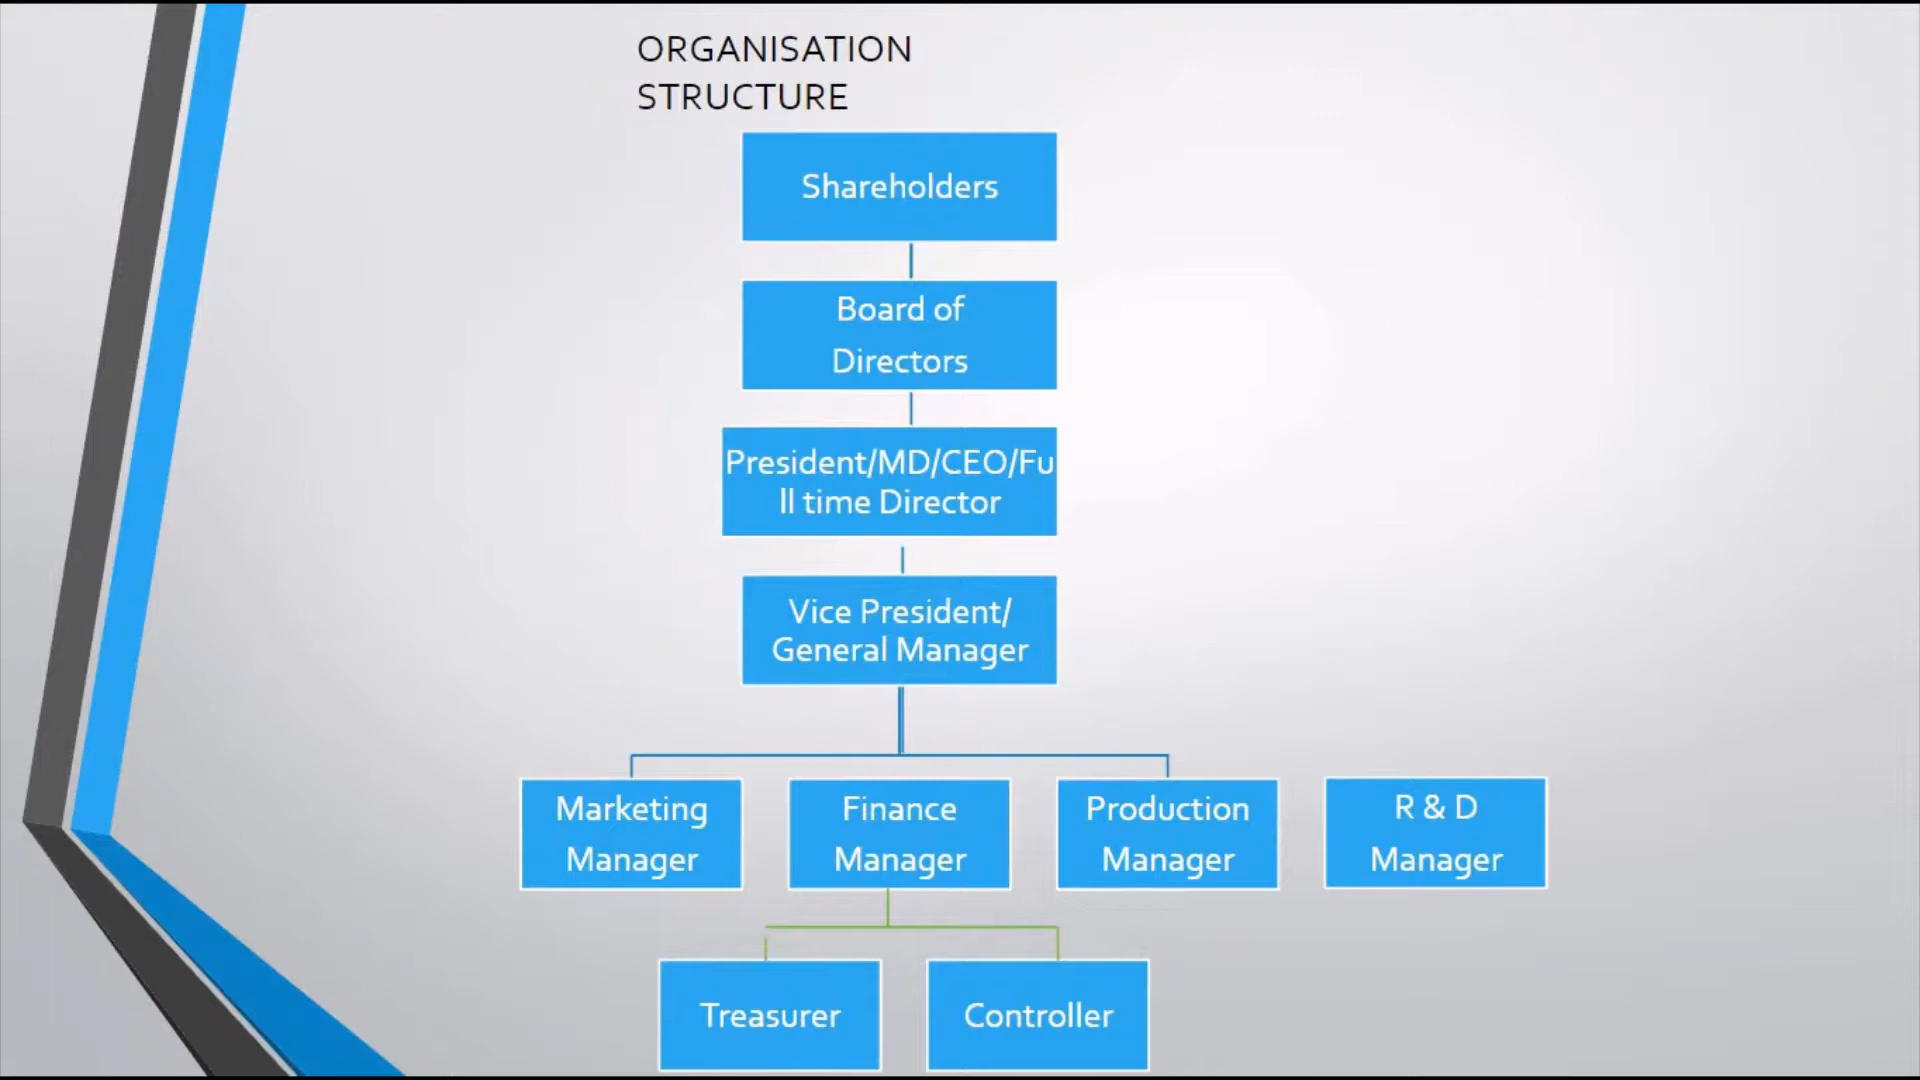 ORGANISATION
STRUCTURE
Shareholders
Board of
Directors
President/MD/CEO/Fu
ll time Director
Vice President/
General Manager
Marketing
Manager
Finance
Manager
Production
Manager
R & D
Manager
Treasurer
Controller